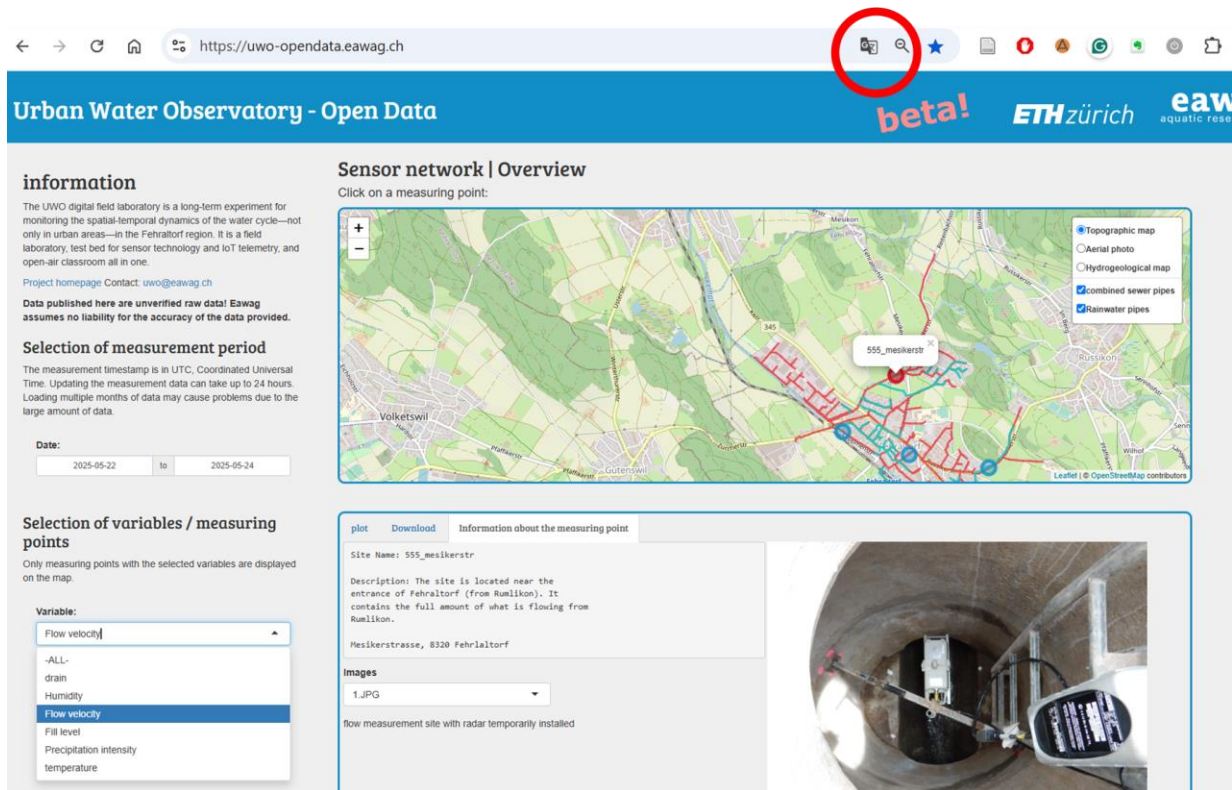 https://uwo-opendata.eawag.ch
Urban Water Observatory - Open Data
beta!
ETH zürich
eaw
aquatic rese
information
The UWO digital field laboratory is a long-term experiment for
monitoring the spatial-temporal dynamics of the water cycle—not
only in urban areas—in the Fehraltorf region. It is a field
laboratory, test bed for sensor technology and IoT telemetry, and
open-air classroom all in one.
Project homepage Contact: uwo@eawag.ch
Data published here are unverified raw data! Eawag
assumes no liability for the accuracy of the data provided.
Selection of measurement period
The measurement timestamp is in UTC, Coordinated Universal
Time. Updating the measurement data can take up to 24 hours.
Loading multiple months of data may cause problems due to the
large amount of data.
Date:
2025-05-22 to 2025-05-24
Selection of variables / measuring
points
Only measuring points with the selected variables are displayed
on the map.
Variable:
Flow velocity
-ALL-
drain
Humidity
Flow velocity
Fill level
Precipitation intensity
temperature
Sensor network | Overview
Click on a measuring point:
+
−
Topographic map
Aerial photo
Hydrogeological map
combined sewer pipes
Rainwater pipes
Mesikon
345
555_mesikerstr
×
Russikon
Volketswil
Gutenswil
Wilhof
Leaflet | © OpenStreetMap contributors
plot Download Information about the measuring point
Site Name: 555_mesikerstr
Description: The site is located near the
entrance of Fehraltorf (from Rumlikon). It
contains the full amount of what is flowing from
Rumlikon.
Mesikerstrasse, 8320 Fehrlaltorf
Images
1.JPG
flow measurement site with radar temporarily installed